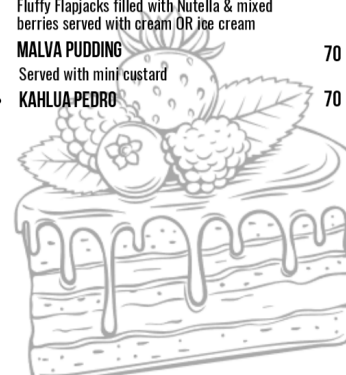 Fluffy Flapjacks filled with Nutella & mixed
berries served with cream OR ice cream
MALVA PUDDING 70
Served with mini custard
KAHLUA PEDRO 70